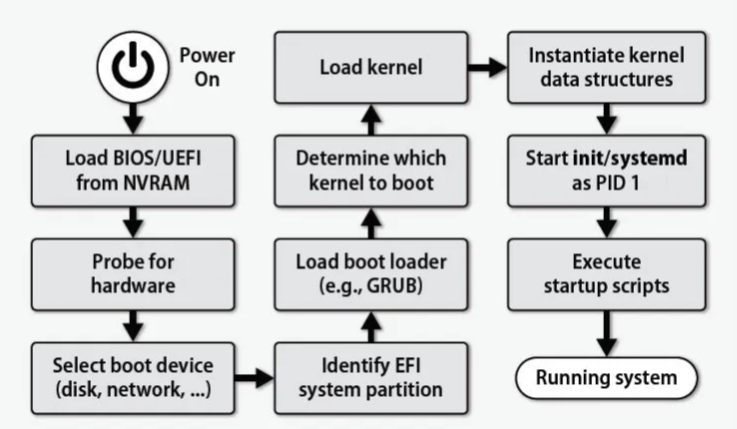 Power
On
Load BIOS/UEFI
from NVRAM
Probe for
hardware
Select boot device
(disk, network, ...)
Identify EFI
system partition
Load boot loader
(e.g., GRUB)
Determine which
kernel to boot
Load kernel
Instantiate kernel
data structures
Start init/systemd
as PID 1
Execute
startup scripts
Running system